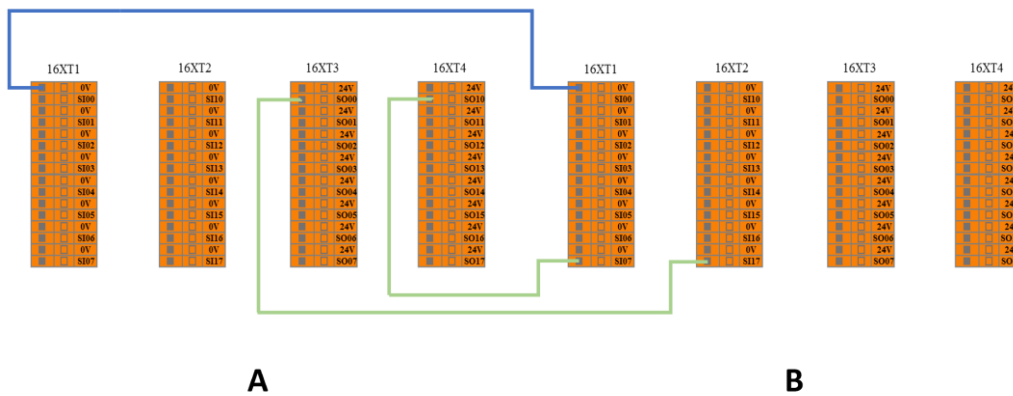 16XT1
0V
SI00
0V
SI01
0V
SI02
0V
SI03
0V
SI04
0V
SI05
0V
SI06
0V
SI07
16XT2
0V
SI10
0V
SI11
0V
SI12
0V
SI13
0V
SI14
0V
SI15
0V
SI16
0V
SI17
16XT3
24V
SO00
24V
SO01
24V
SO02
24V
SO03
24V
SO04
24V
SO05
24V
SO06
24V
SO07
16XT4
24V
SO10
24V
SO11
24V
SO12
24V
SO13
24V
SO14
24V
SO15
24V
SO16
24V
SO17
16XT1
0V
SI00
0V
SI01
0V
SI02
0V
SI03
0V
SI04
0V
SI05
0V
SI06
0V
SI07
16XT2
0V
SI10
0V
SI11
0V
SI12
0V
SI13
0V
SI14
0V
SI15
0V
SI16
0V
SI17
16XT3
24V
SO00
24V
SO01
24V
SO02
24V
SO03
24V
SO04
24V
SO05
24V
SO06
24V
SO07
16XT4
A
B